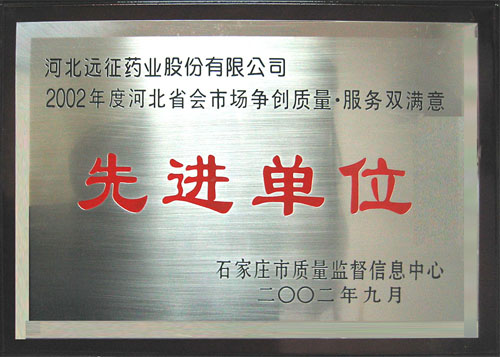 河北远征药业股份有限公司
2002年度河北省会市场争创质量·服务双满意
先进单位
石家庄市质量监督信息中心
二〇〇二年九月